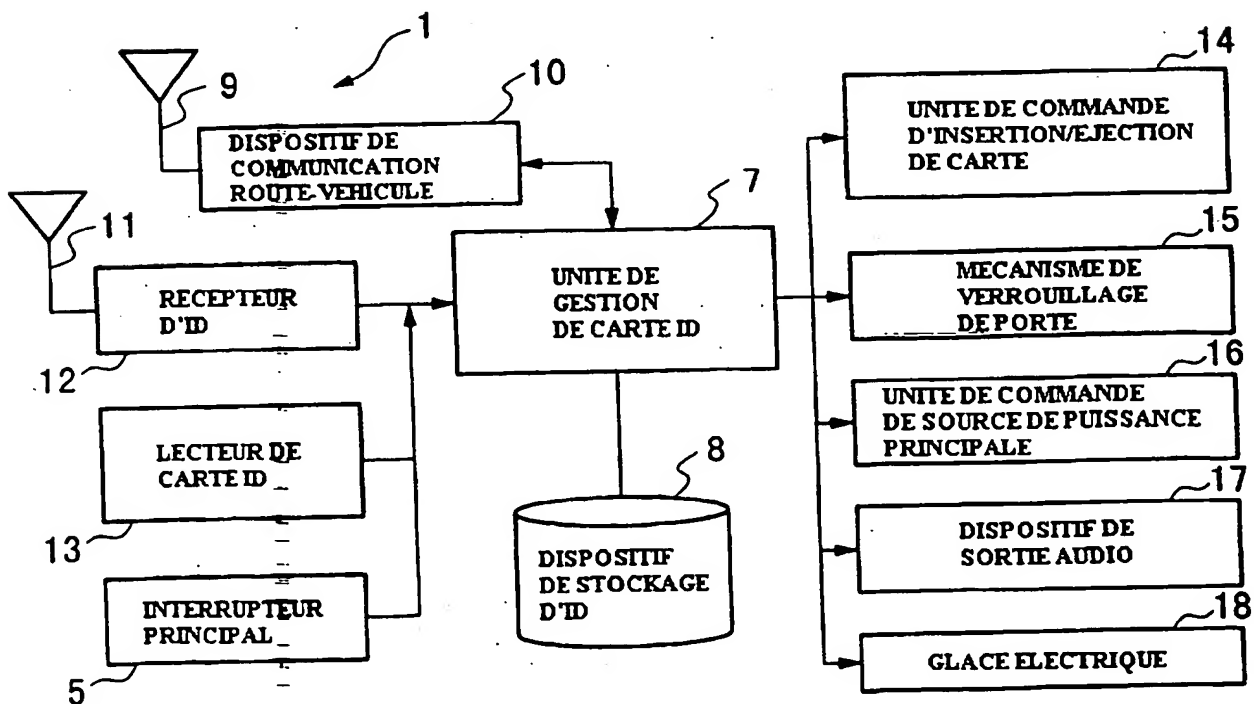 1
9
10
DISPOSITIF DE
COMMUNICATION
ROUTE-VEHICULE
11
RECEPTEUR
D'ID
12
LECTEUR DE
CARTE ID
13
INTERRUPTEUR
PRINCIPAL
5
7
UNITE DE
GESTION
DE CARTE ID
8
DISPOSITIF
DE STOCKAGE
D'ID
14
UNITE DE COMMANDE
D'INSERTION/EJECTION
DE CARTE
15
MECANISME DE
VERROUILLAGE
DE PORTE
16
UNITE DE COMMANDE
DE SOURCE DE PUISSANCE
PRINCIPALE
17
DISPOSITIF DE
SORTIE AUDIO
18
GLACE ELECTRIQUE